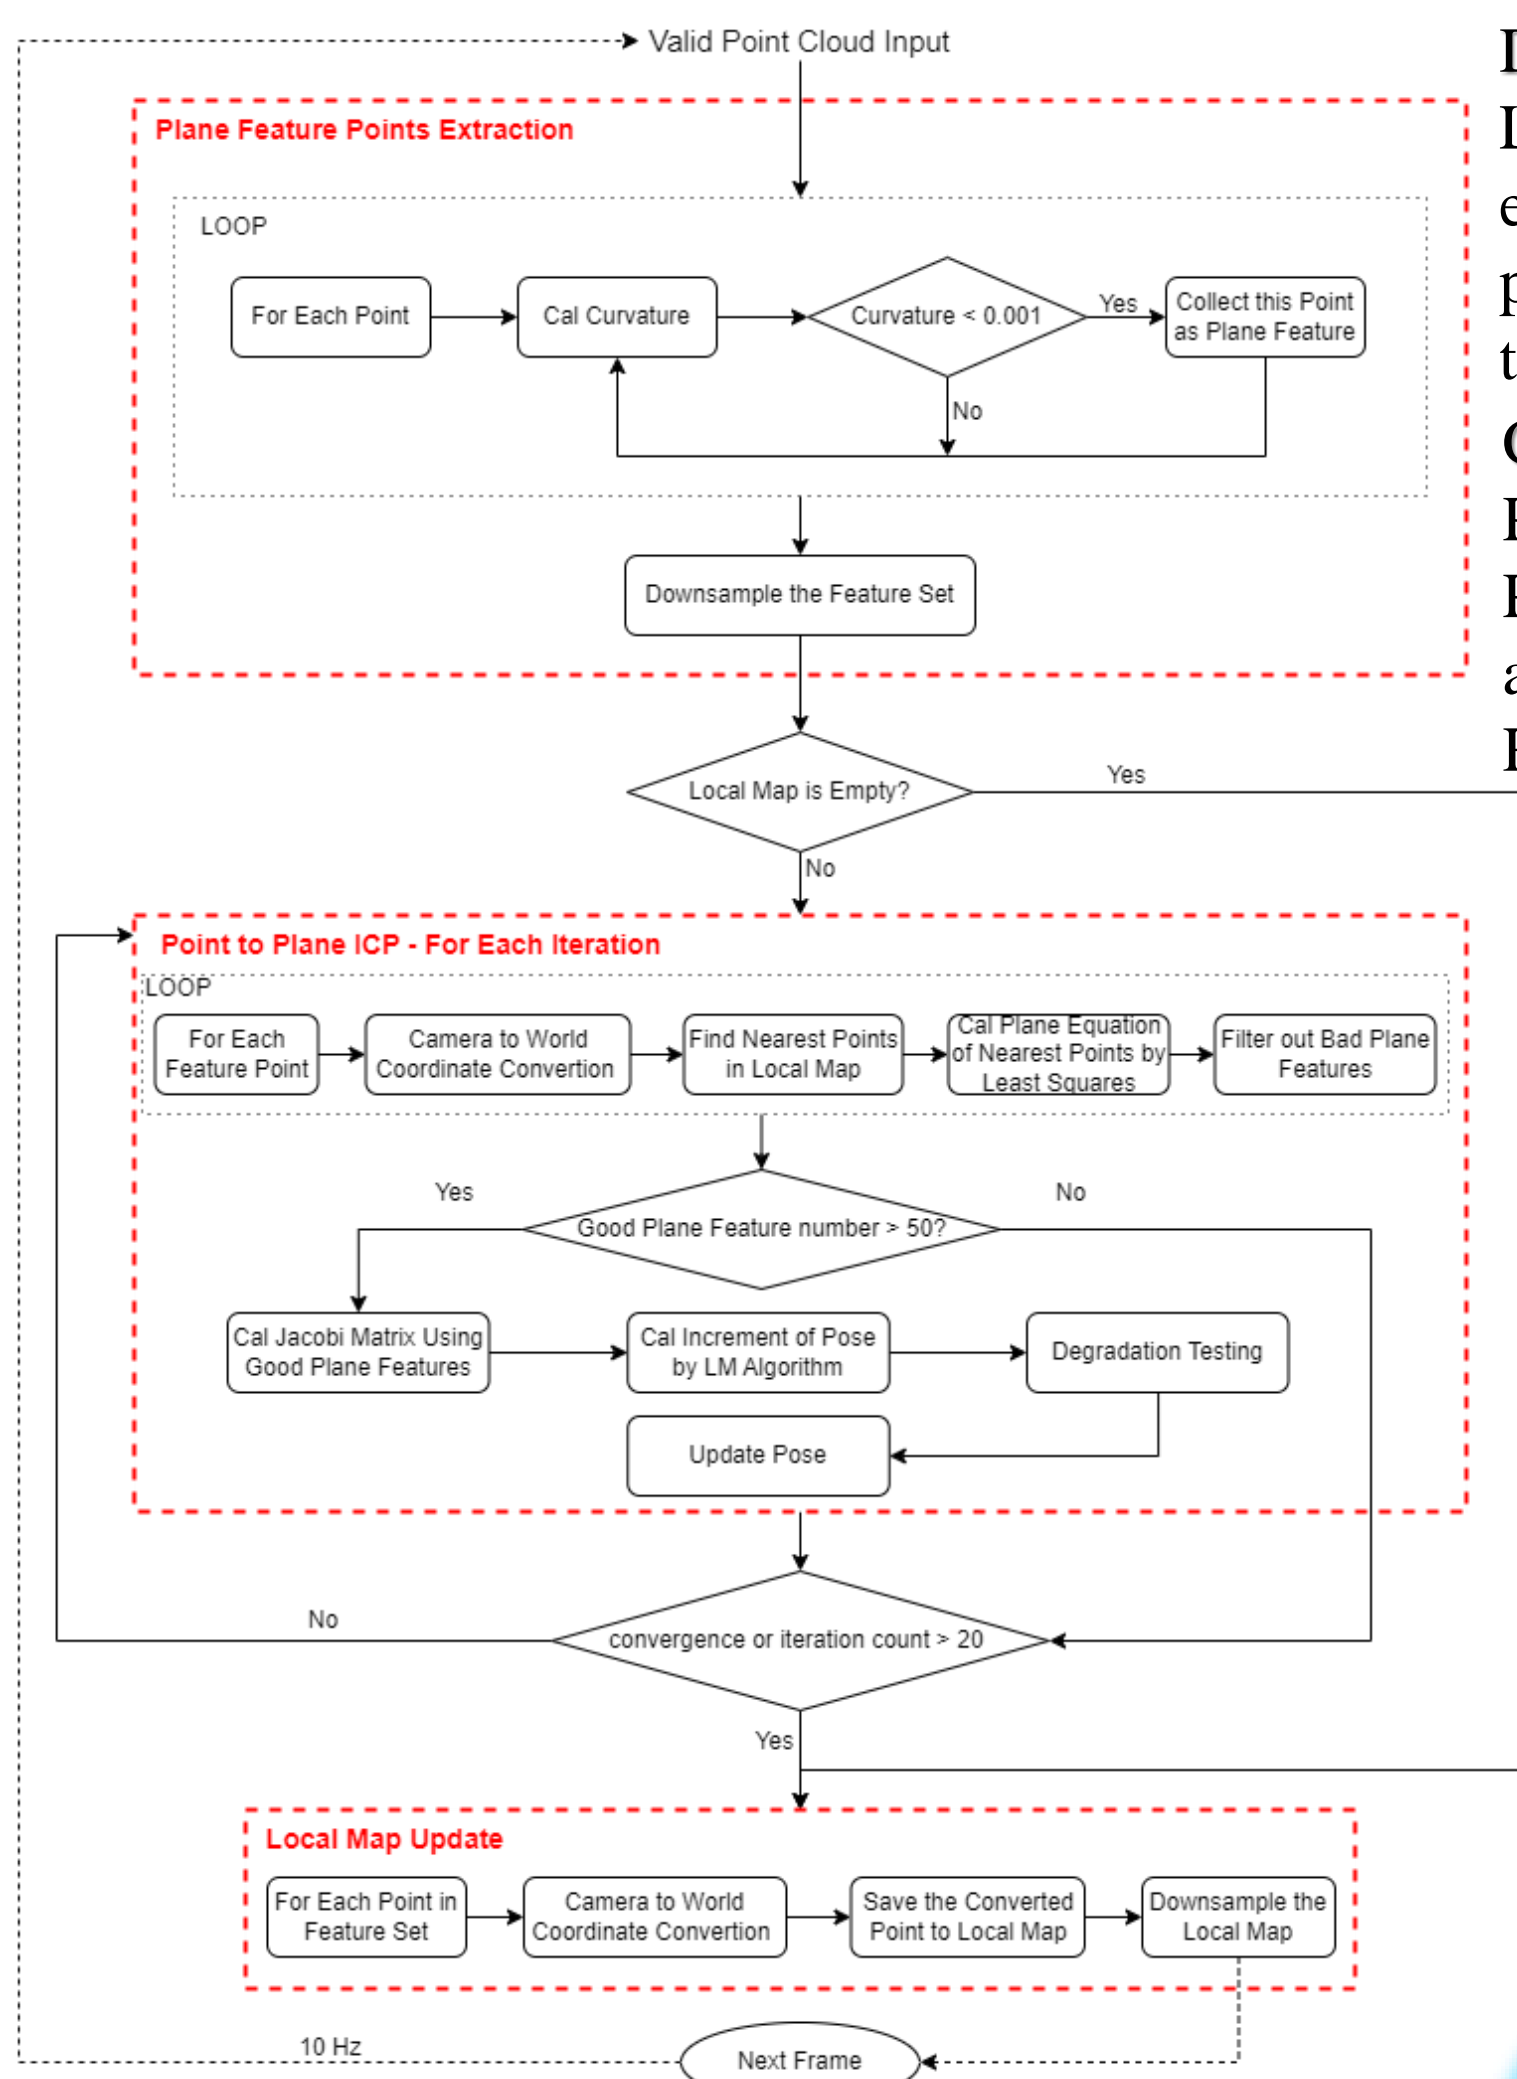 Valid Point Cloud Input
Plane Feature Points Extraction
LOOP
For Each Point
Cal Curvature
Curvature < 0.001
Yes
Collect this Point
as Plane Feature
No
Downsample the Feature Set
Local Map is Empty?
Yes
No
Point to Plane ICP - For Each Iteration
LOOP
For Each
Feature Point
Camera to World
Coordinate Convertion
Find Nearest Points
in Local Map
Cal Plane Equation
of Nearest Points by
Least Squares
Filter out Bad Plane
Features
Yes
No
Good Plane Feature number > 50?
Cal Jacobi Matrix Using
Good Plane Features
Cal Increment of Pose
by LM Algorithm
Degradation Testing
Update Pose
No
convergence or iteration count > 20
Yes
Local Map Update
For Each Point in
Feature Set
Camera to World
Coordinate Convertion
Save the Converted
Point to Local Map
Downsample the
Local Map
10 Hz
Next Frame